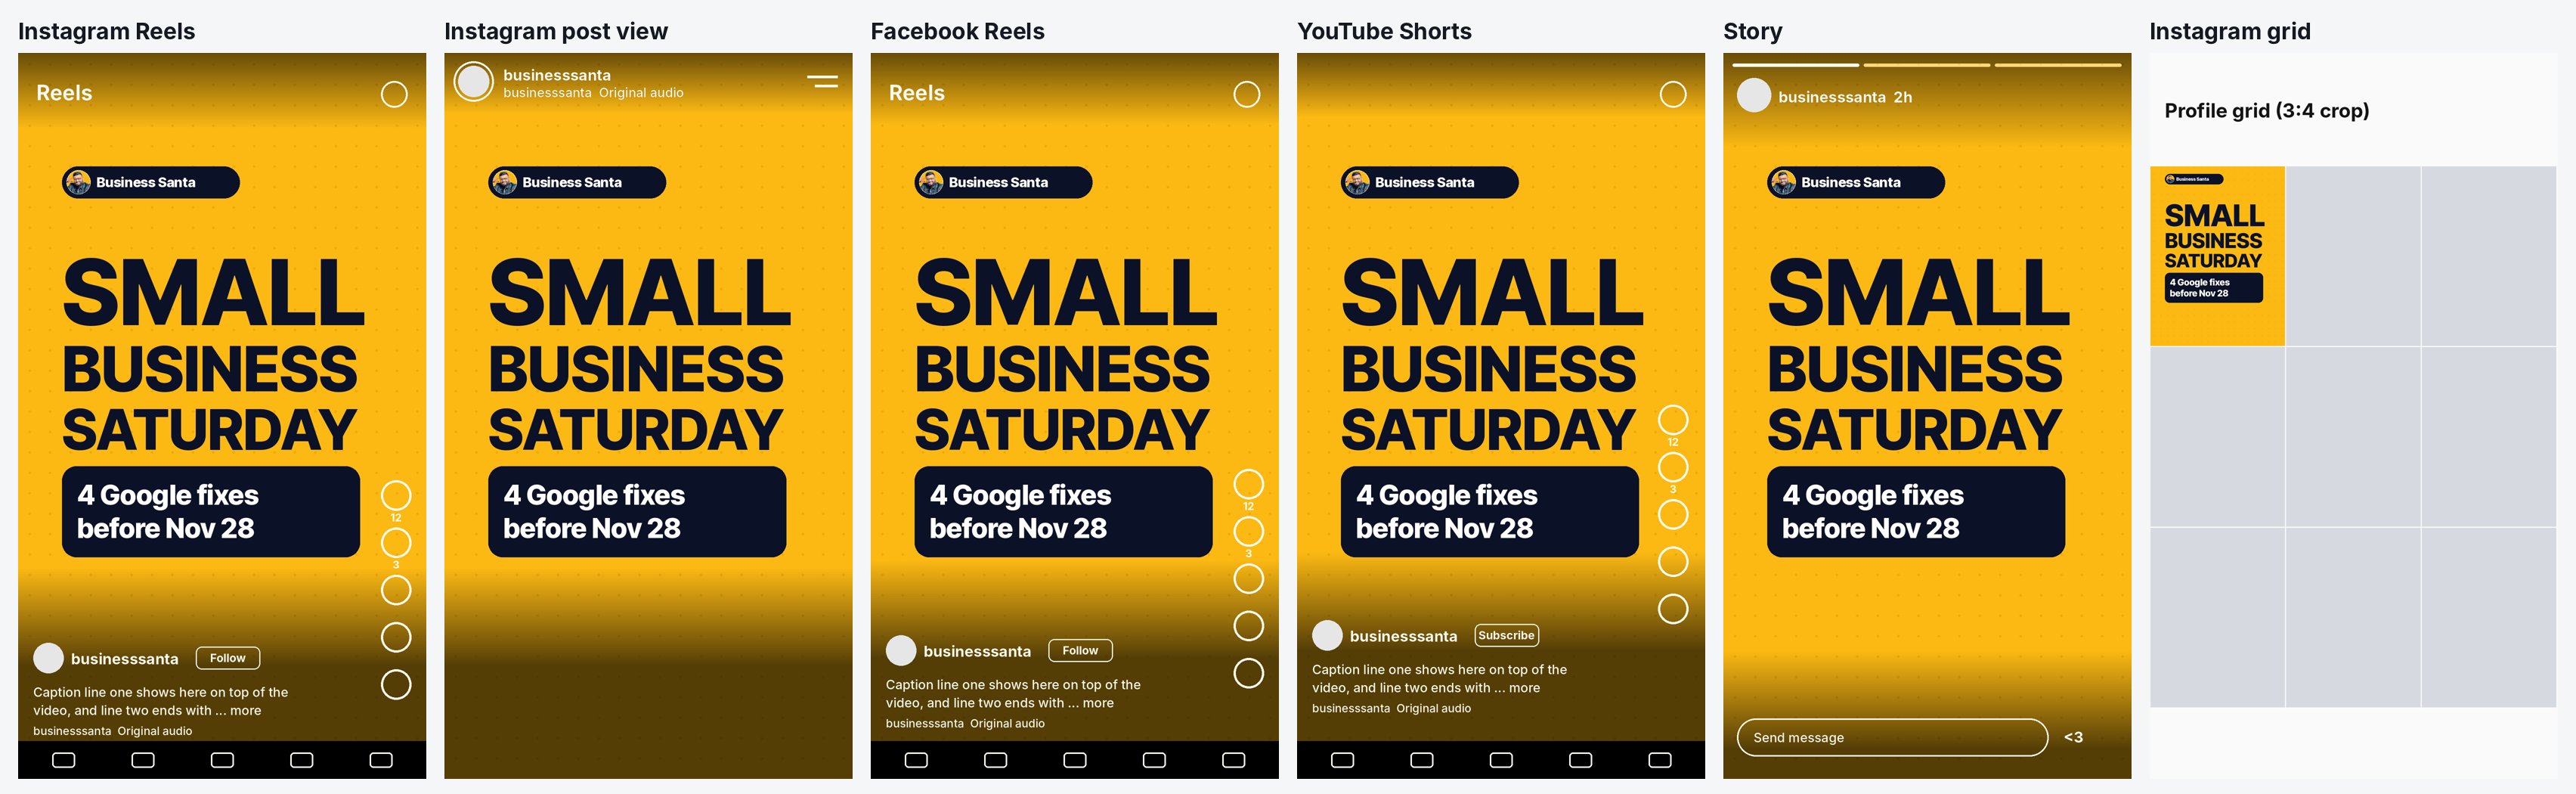 Instagram Reels
Reels
Business Santa
SMALL
BUSINESS
SATURDAY
4 Google fixes
before Nov 28
12
3
businesssanta
Follow
Caption line one shows here on top of the
video, and line two ends with ... more
businesssanta Original audio
Instagram post view
businesssanta
businesssanta Original audio
Business Santa
SMALL
BUSINESS
SATURDAY
4 Google fixes
before Nov 28
Facebook Reels
Reels
Business Santa
SMALL
BUSINESS
SATURDAY
4 Google fixes
before Nov 28
12
3
businesssanta
Follow
Caption line one shows here on top of the
video, and line two ends with ... more
businesssanta Original audio
YouTube Shorts
Business Santa
SMALL
BUSINESS
SATURDAY
12
3
4 Google fixes
before Nov 28
businesssanta
Subscribe
Caption line one shows here on top of the
video, and line two ends with ... more
businesssanta Original audio
Story
businesssanta 2h
Business Santa
SMALL
BUSINESS
SATURDAY
4 Google fixes
before Nov 28
Send message
<3
Instagram grid
Profile grid (3:4 crop)
Business Santa
SMALL
BUSINESS
SATURDAY
4 Google fixes
before Nov 28